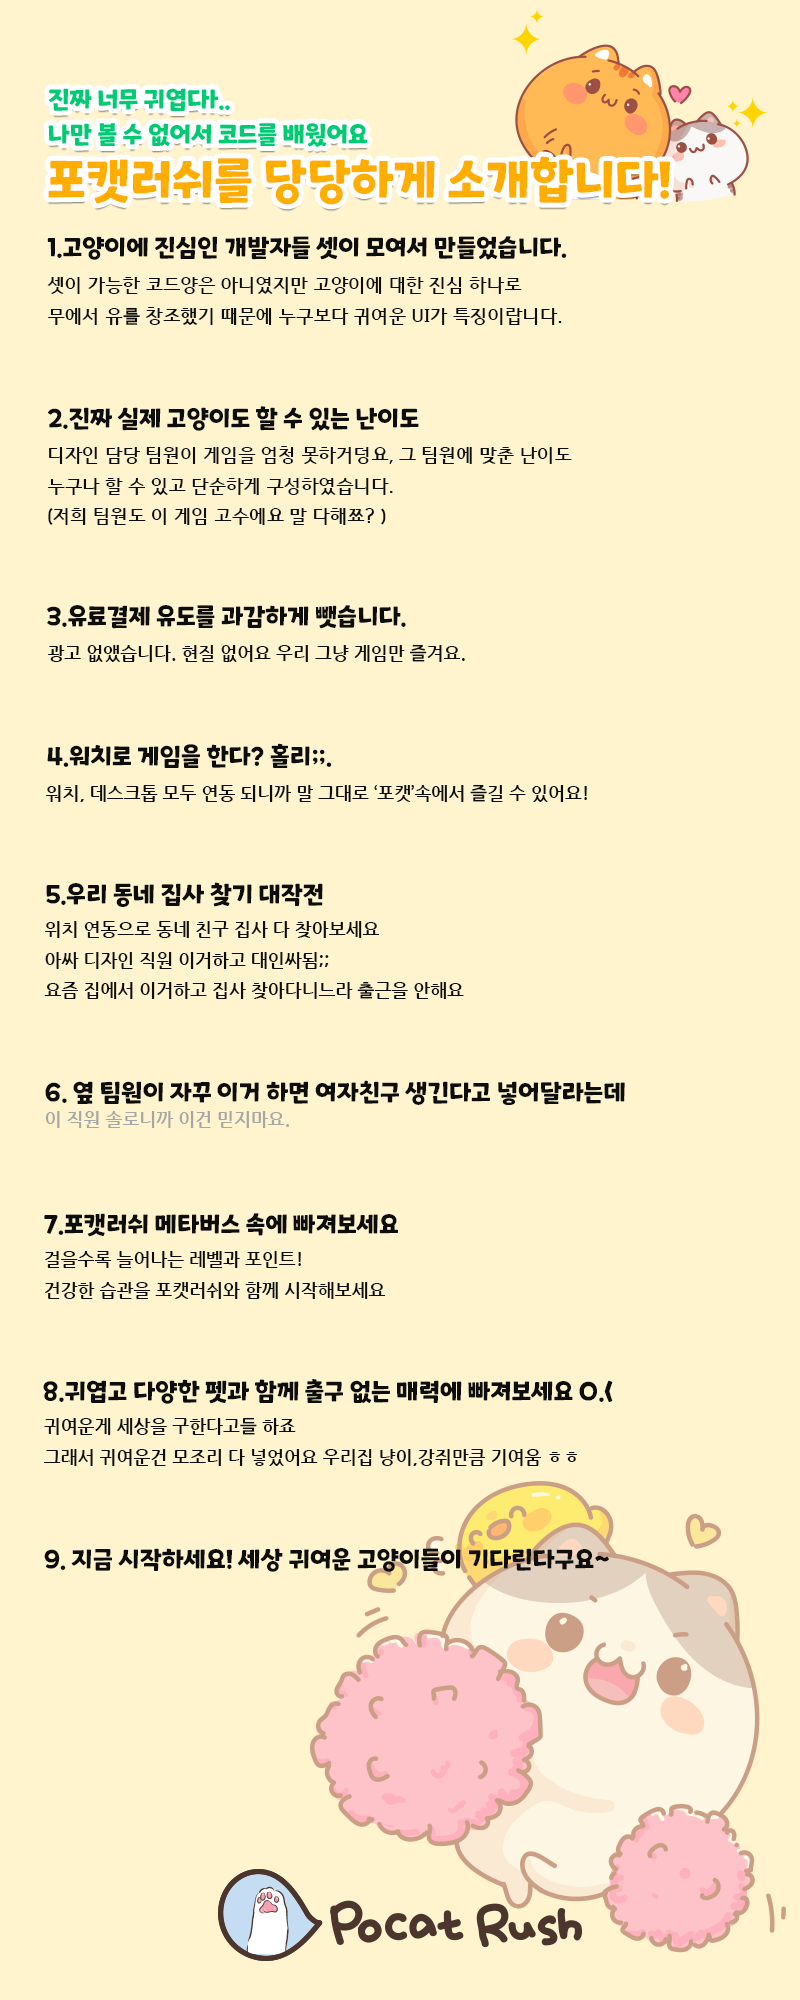 진짜 너무 귀엽다..
나만 볼 수 없어서 코드를 배웠어요
포캣러쉬를 당당하게 소개합니다!
1.고양이에 진심인 개발자들 셋이 모여서 만들었습니다.
셋이 가능한 코드양은 아니였지만 고양이에 대한 진심 하나로
무에서 유를 창조했기 때문에 누구보다 귀여운 UI가 특징이랍니다.
2.진짜 실제 고양이도 할 수 있는 난이도
디자인 담당 팀원이 게임을 엄청 못하거덩요, 그 팀원에 맞춘 난이도
누구나 할 수 있고 단순하게 구성하였습니다.
(저희 팀원도 이 게임 고수에요 말 다해쬬? )
3.유료결제 유도를 과감하게 뺏습니다.
광고 없앴습니다. 현질 없어요 우리 그냥 게임만 즐겨요.
4.워치로 게임을 한다? 홀리;;.
워치, 데스크톱 모두 연동 되니까 말 그대로 ‘포캣’속에서 즐길 수 있어요!
5.우리 동네 집사 찾기 대작전
위치 연동으로 동네 친구 집사 다 찾아보세요
아싸 디자인 직원 이거하고 대인싸됨;;
요즘 집에서 이거하고 집사 찾아다니느라 출근을 안해요
6. 옆 팀원이 자꾸 이거 하면 여자친구 생긴다고 넣어달라는데
이 직원 솔로니까 이건 믿지마요.
7.포캣러쉬 메타버스 속에 빠져보세요
걸을수록 늘어나는 레벨과 포인트!
건강한 습관을 포캣러쉬와 함께 시작해보세요
8.귀엽고 다양한 펫과 함께 출구 없는 매력에 빠져보세요 O.<
귀여운게 세상을 구한다고들 하죠
그래서 귀여운건 모조리 다 넣었어요 우리집 냥이,강쥐만큼 기여움 ㅎㅎ
9. 지금 시작하세요! 세상 귀여운 고양이들이 기다린다구요~
Pocat Rush